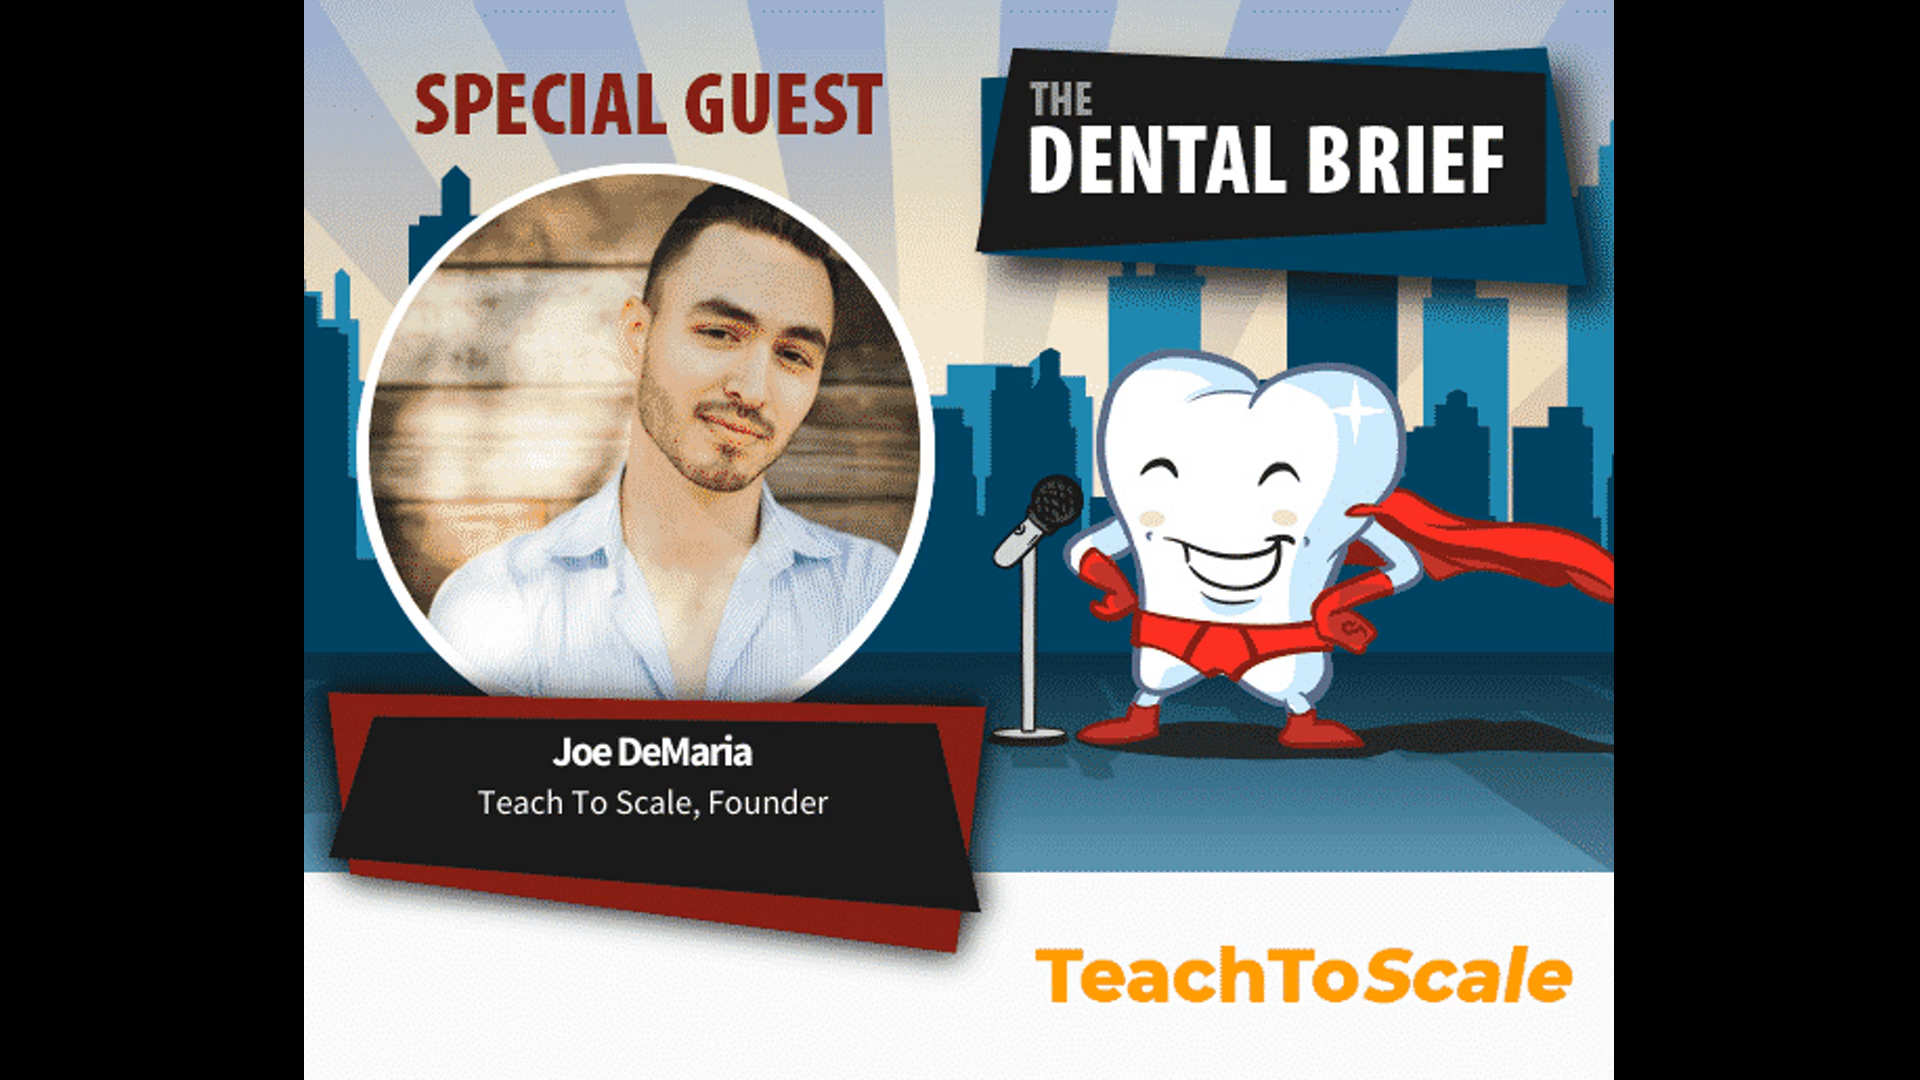 SPECIAL GUEST
THE
DENTAL BRIEF
Joe DeMaria
Teach To Scale, Founder
TeachToScale